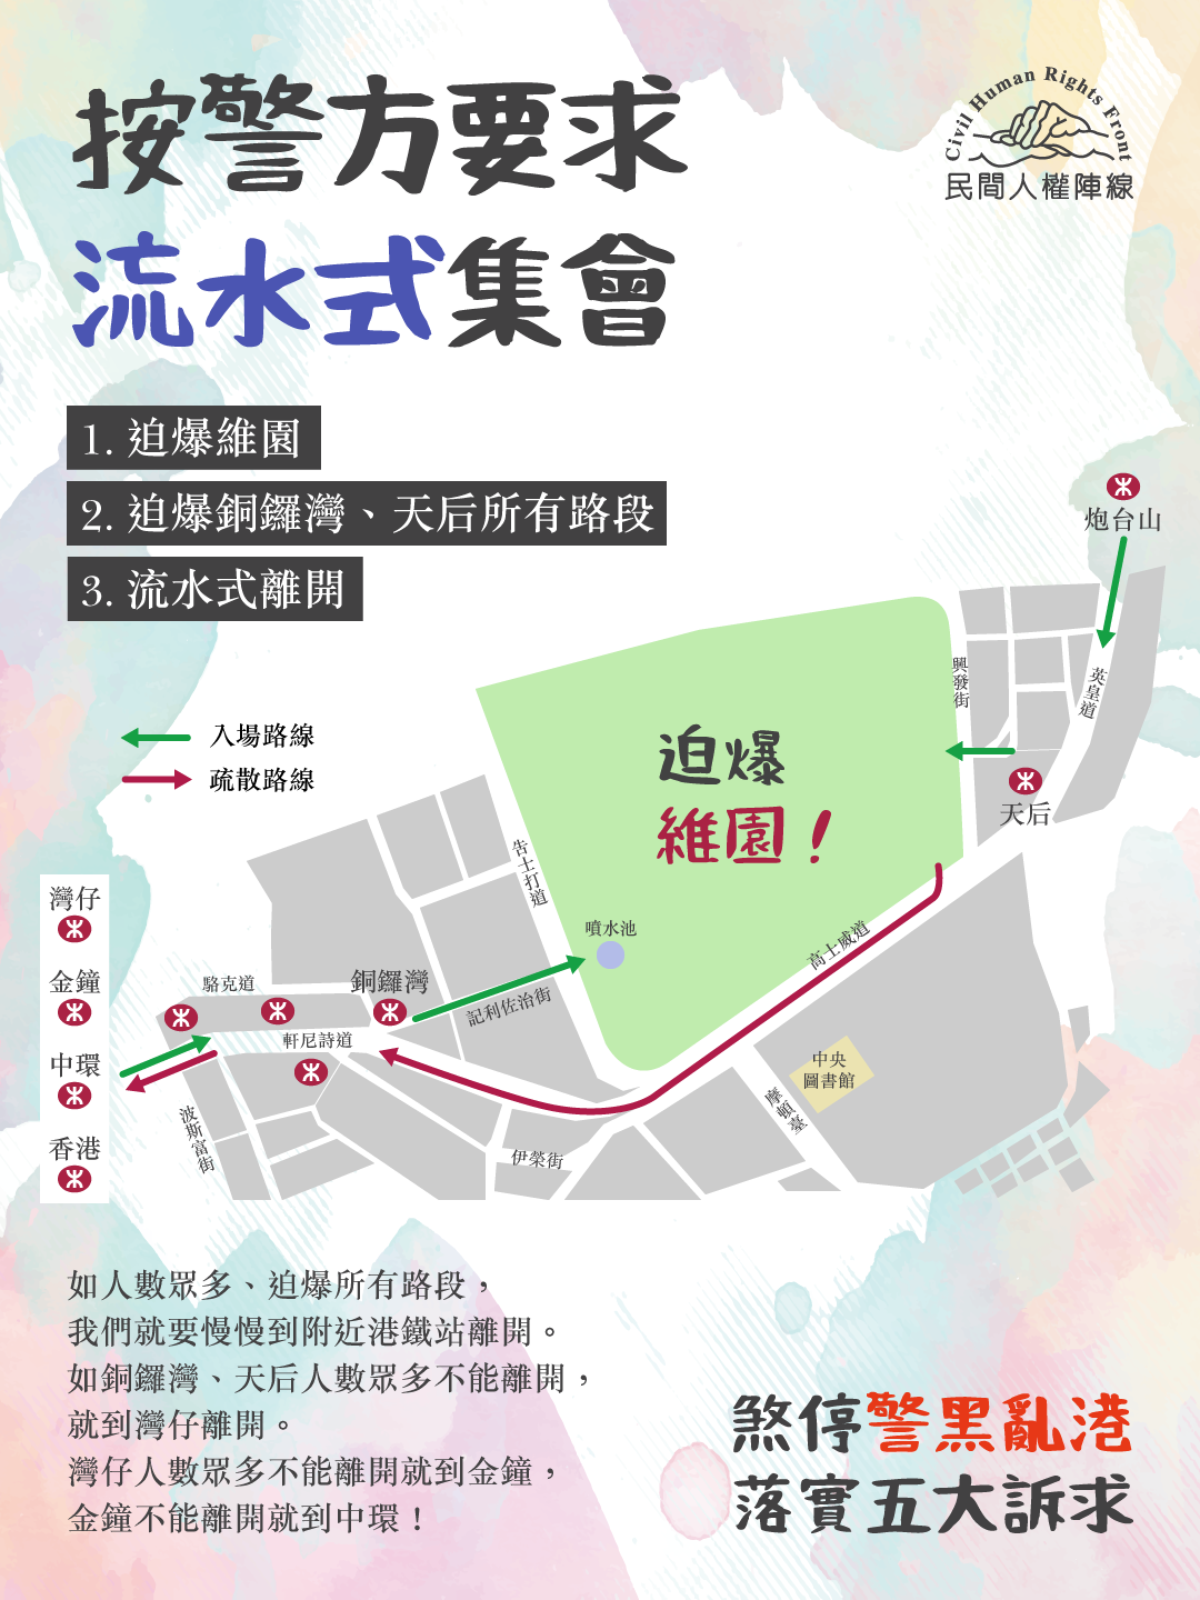 按警方要求
流水式集會
Civil Human Rights Front
民間人權陣線
1. 迫爆維園
2. 迫爆銅鑼灣、天后所有路段
3. 流水式離開
炮台山
英皇道
興發街
天后
入場路線
疏散路線
迫爆
維園！
告士打道
噴水池
高士威道
灣仔
金鐘
中環
香港
駱克道
銅鑼灣
記利佐治街
軒尼詩道
波斯富街
中央
圖書館
摩頓臺
伊榮街
如人數眾多、迫爆所有路段，
我們就要慢慢到附近港鐵站離開。
如銅鑼灣、天后人數眾多不能離開，
就到灣仔離開。
灣仔人數眾多不能離開就到金鐘，
金鐘不能離開就到中環！
煞停警黑亂港
落實五大訴求